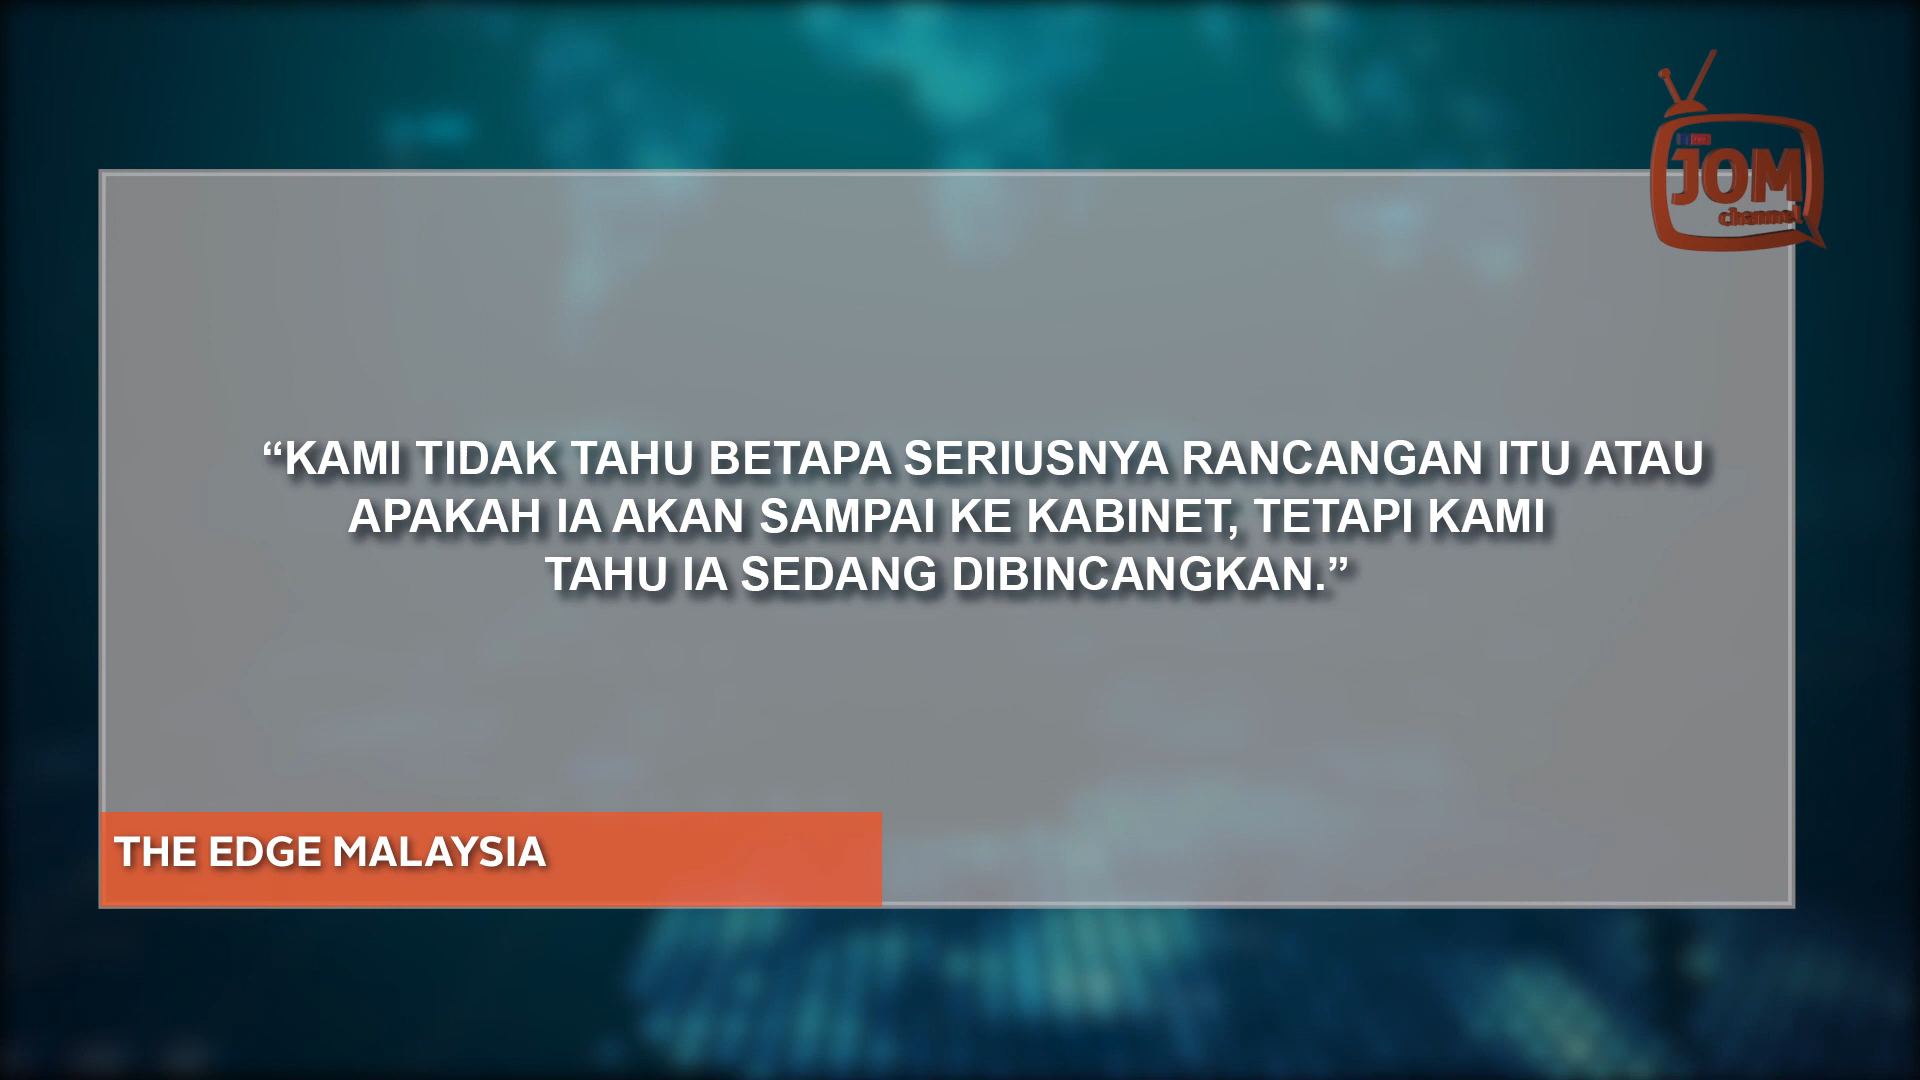 JOM
channel
“KAMI TIDAK TAHU BETAPA SERIUSNYA RANCANGAN ITU ATAU
APAKAH IA AKAN SAMPAI KE KABINET, TETAPI KAMI
TAHU IA SEDANG DIBINCANGKAN.”
THE EDGE MALAYSIA